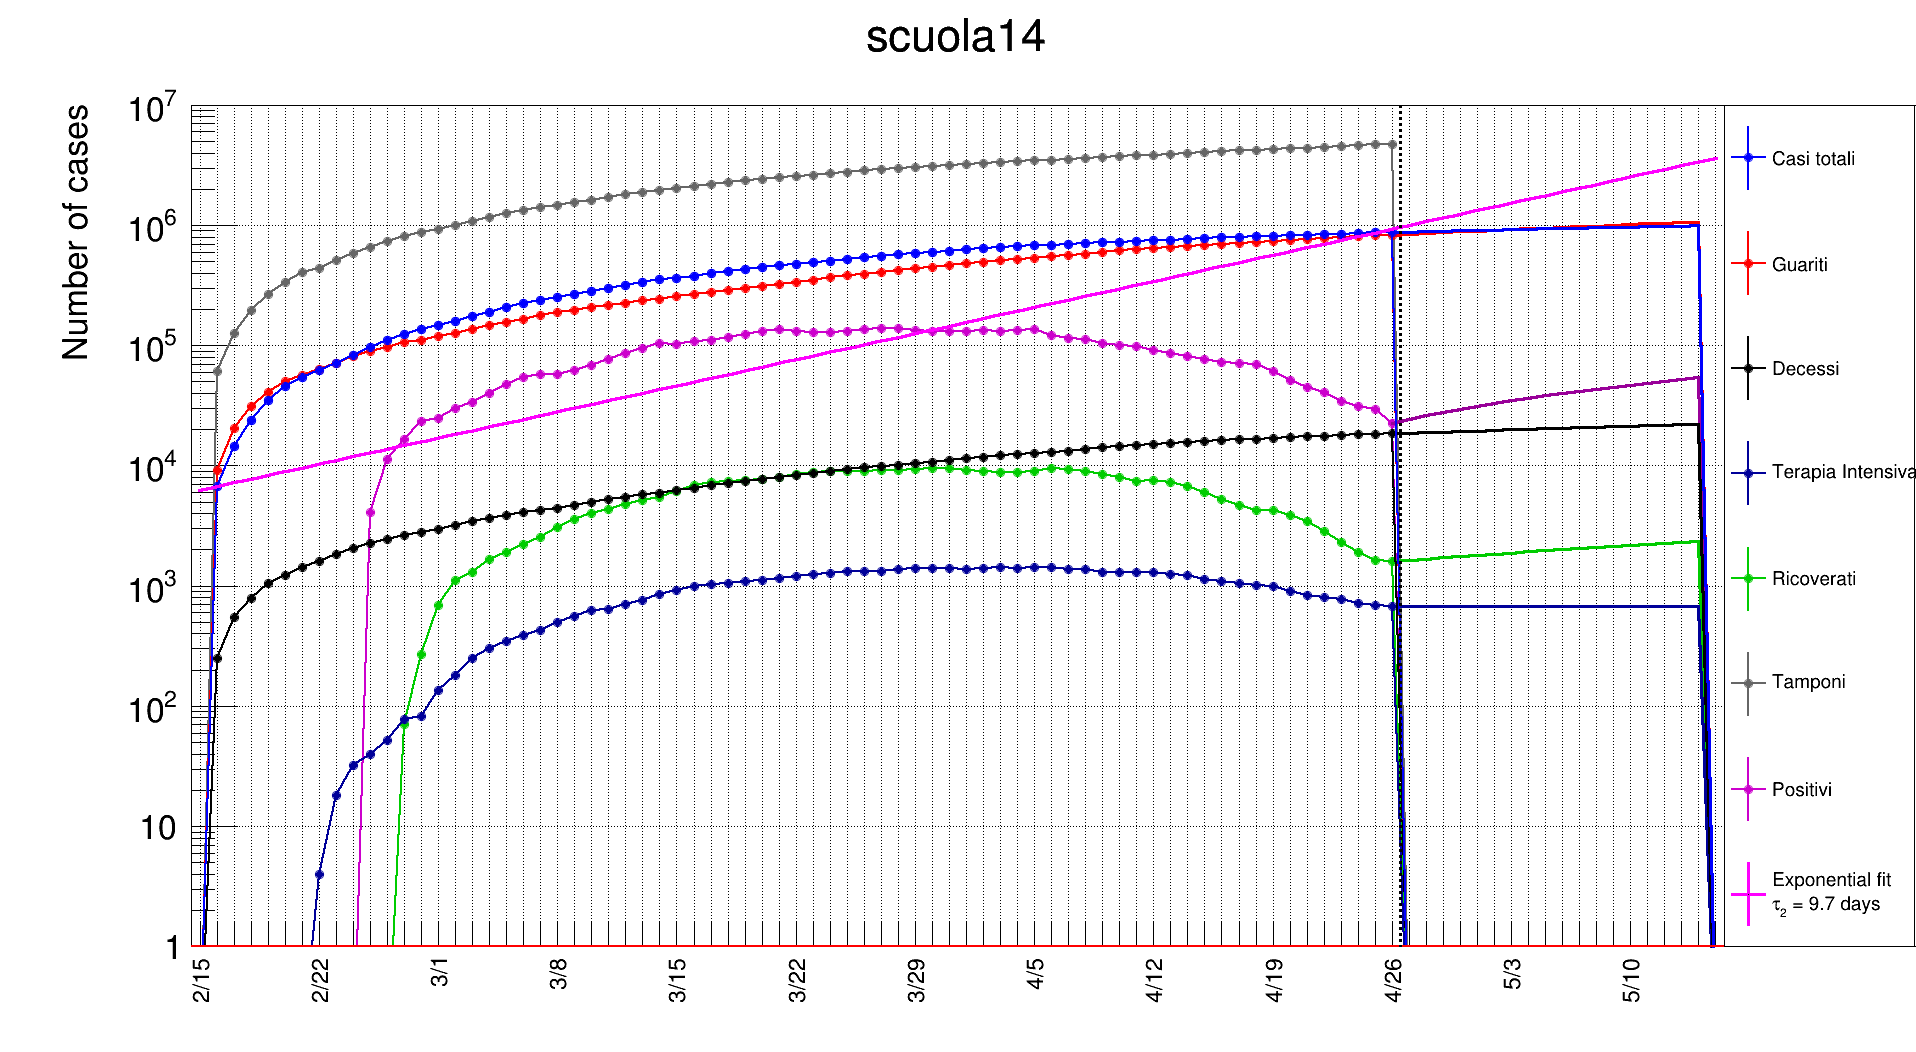 scuola14
Number of cases
10^7
10^6
10^5
10^4
10^3
10^2
10
1
2/15
2/22
3/1
3/8
3/15
3/22
3/29
4/5
4/12
4/19
4/26
5/3
5/10
Casi totali
Guariti
Decessi
Terapia Intensiva
Ricoverati
Tamponi
Positivi
Exponential fit
τ₂ = 9.7 days